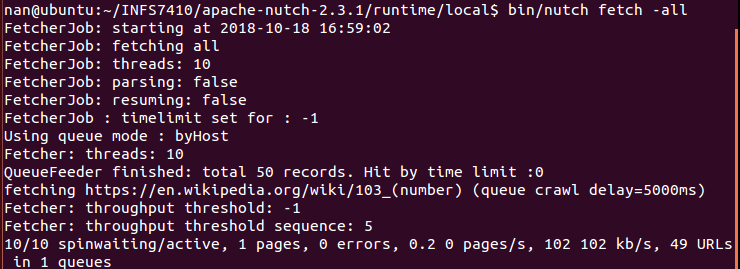 nan@ubuntu:~/INFS7410/apache-nutch-2.3.1/runtime/local$ bin/nutch fetch -all
FetcherJob: starting at 2018-10-18 16:59:02
FetcherJob: fetching all
FetcherJob: threads: 10
FetcherJob: parsing: false
FetcherJob: resuming: false
FetcherJob : timelimit set for : -1
Using queue mode : byHost
Fetcher: threads: 10
QueueFeeder finished: total 50 records. Hit by time limit :0
fetching https://en.wikipedia.org/wiki/103_(number) (queue crawl delay=5000ms)
Fetcher: throughput threshold: -1
Fetcher: throughput threshold sequence: 5
10/10 spinwaiting/active, 1 pages, 0 errors, 0.2 0 pages/s, 102 102 kb/s, 49 URLs
 in 1 queues